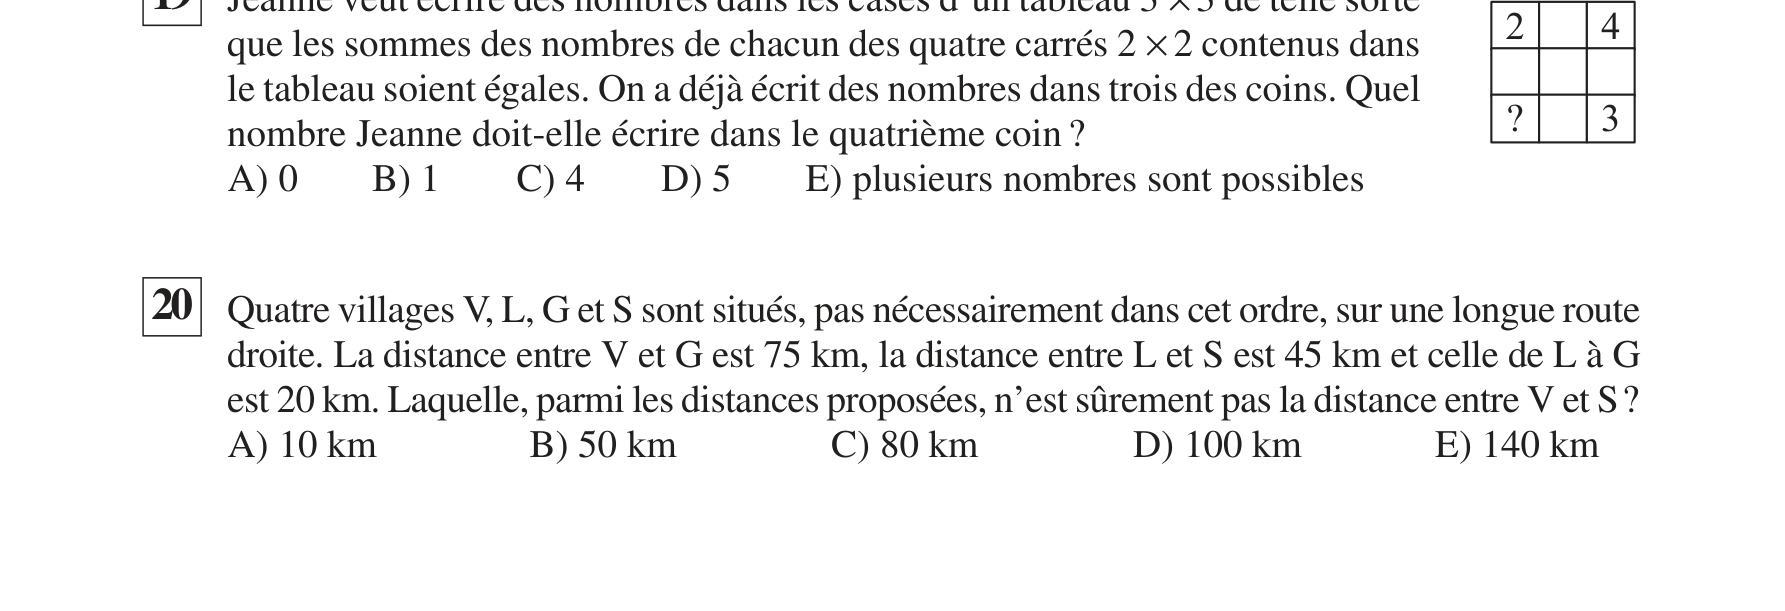 Jeanne veut écrire des nombres dans les cases d'un tableau 3 × 3 de telle sorte
que les sommes des nombres de chacun des quatre carrés 2 × 2 contenus dans
le tableau soient égales. On a déjà écrit des nombres dans trois des coins. Quel
nombre Jeanne doit-elle écrire dans le quatrième coin ?
A) 0 B) 1 C) 4 D) 5 E) plusieurs nombres sont possibles
2 4
? 3
20 Quatre villages V, L, G et S sont situés, pas nécessairement dans cet ordre, sur une longue route
droite. La distance entre V et G est 75 km, la distance entre L et S est 45 km et celle de L à G
est 20 km. Laquelle, parmi les distances proposées, n'est sûrement pas la distance entre V et S ?
A) 10 km B) 50 km C) 80 km D) 100 km E) 140 km